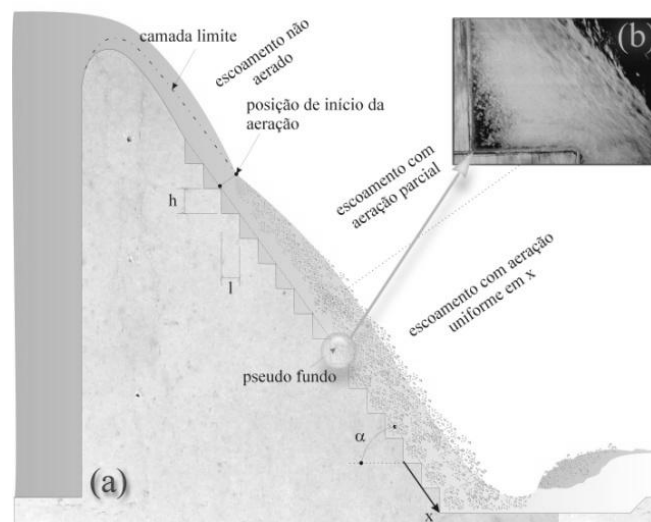 camada limite
escoamento não
aerado
(b)
posição de início da
aeração
escoamento com
aeração parcial
h
l
escoamento com aeração
uniforme em x
pseudo fundo
α
(a)
x